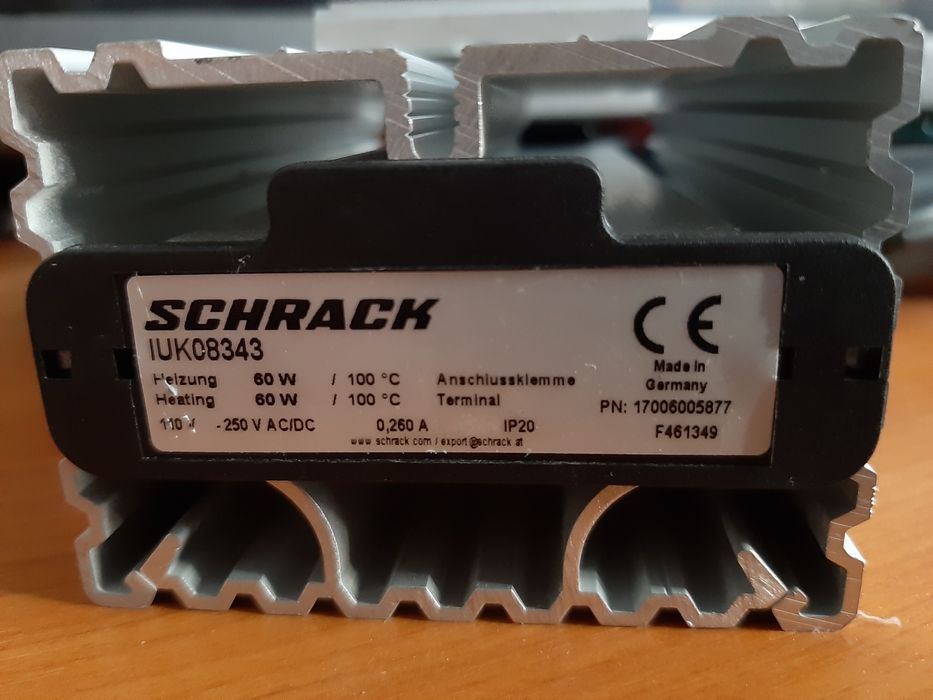 SCHRACK
CE
IUK08343
Made in
Germany
Heizung 60 W / 100 °C Anschlussklemme
Heating 60 W / 100 °C Terminal
PN: 17006005877
110 V - 250 V AC/DC 0,260 A IP20
F461349
www.schrack.com / export@schrack.at